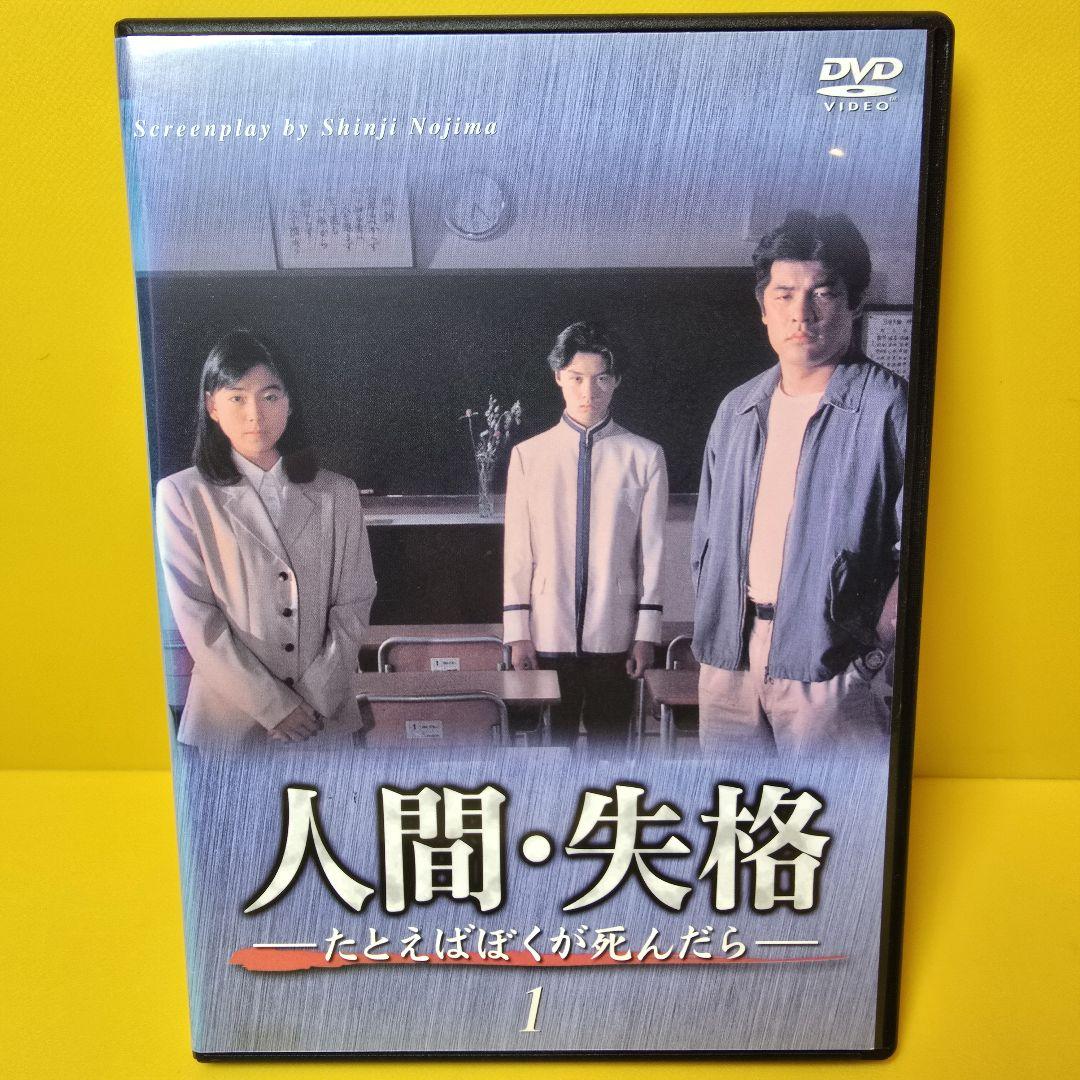 DVD
VIDEO™
Screenplay by Shinji Nojima
人間・失格
―たとえばぼくが死んだら―
1